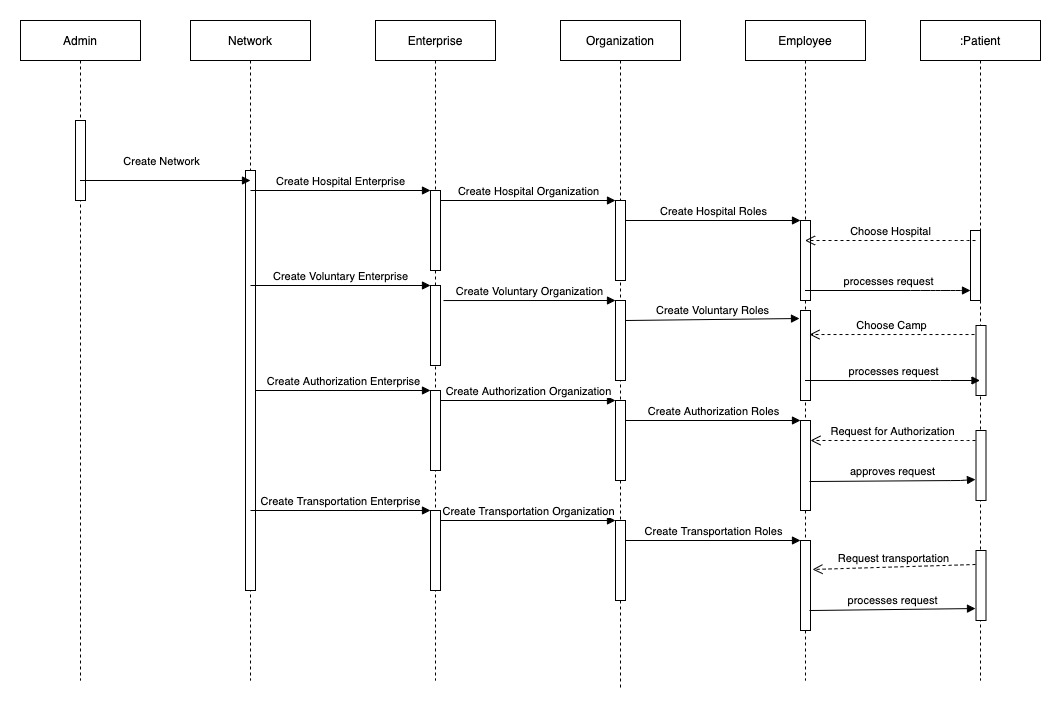 Admin
Network
Enterprise
Organization
Employee
:Patient
Create Network
Create Hospital Enterprise
Create Hospital Organization
Create Hospital Roles
Choose Hospital
processes request
Create Voluntary Enterprise
Create Voluntary Organization
Create Voluntary Roles
Choose Camp
processes request
Create Authorization Enterprise
Create Authorization Organization
Create Authorization Roles
Request for Authorization
approves request
Create Transportation Enterprise
Create Transportation Organization
Create Transportation Roles
Request transportation
processes request